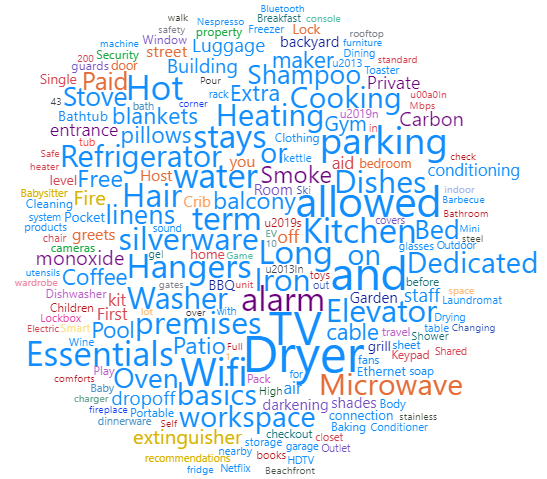 Bluetooth
walk Nespresso Breakfast console
safety property Freezer Lock rooftop
machine Window street Luggage backyard furniture
Security maker u2013 Dining
200 guards door Building Shampoo Toaster standard
Single Paid Hot Pour Private u00a0In
43 Stove rack Extra Cooking Mbps
Bathtub bath corner blankets Heating u2019n Carbon
entrance pillows stays Clothing Gym in parking
tub Refrigerator or kettle check
Safe you aid bedroom conditioning
heater level Free Host water Smoke Dishes
Babysitter Fire Hair Crib Room Ski indoor
Cleaning balcony allowed Barbecue
system Pocket linens term u2019s covers Bathroom
products sound EV Kitchen Bed Mini
chair greets silverware off 10 glasses steel
cameras home Game Long on Outdoor
monoxide gel Hangers u2013In and Dedicated
utensils Coffee gates BBQ unit Iron toys before
wardrobe Dishwasher Washer out space
Children kit alarm Garden staff Laundromat
Lockbox First lot over with TV Elevator Drying
Electric Smart Pool premises cable travel table Changing
Wine Patio Full Shower
Essentials 1 Dryer grill sheet Keypad Shared
Play Wifi fans
comforts Baby Oven Pack for air Ethernet soap
charger dropoff basics High Microwave
fireplace Portable darkening shades Body
dinnerware Self workspace connection stainless
extinguisher checkout Baking Conditioner
nearby storage closet garage Outlet
recommendations books HDTV
fridge Netflix Beachfront